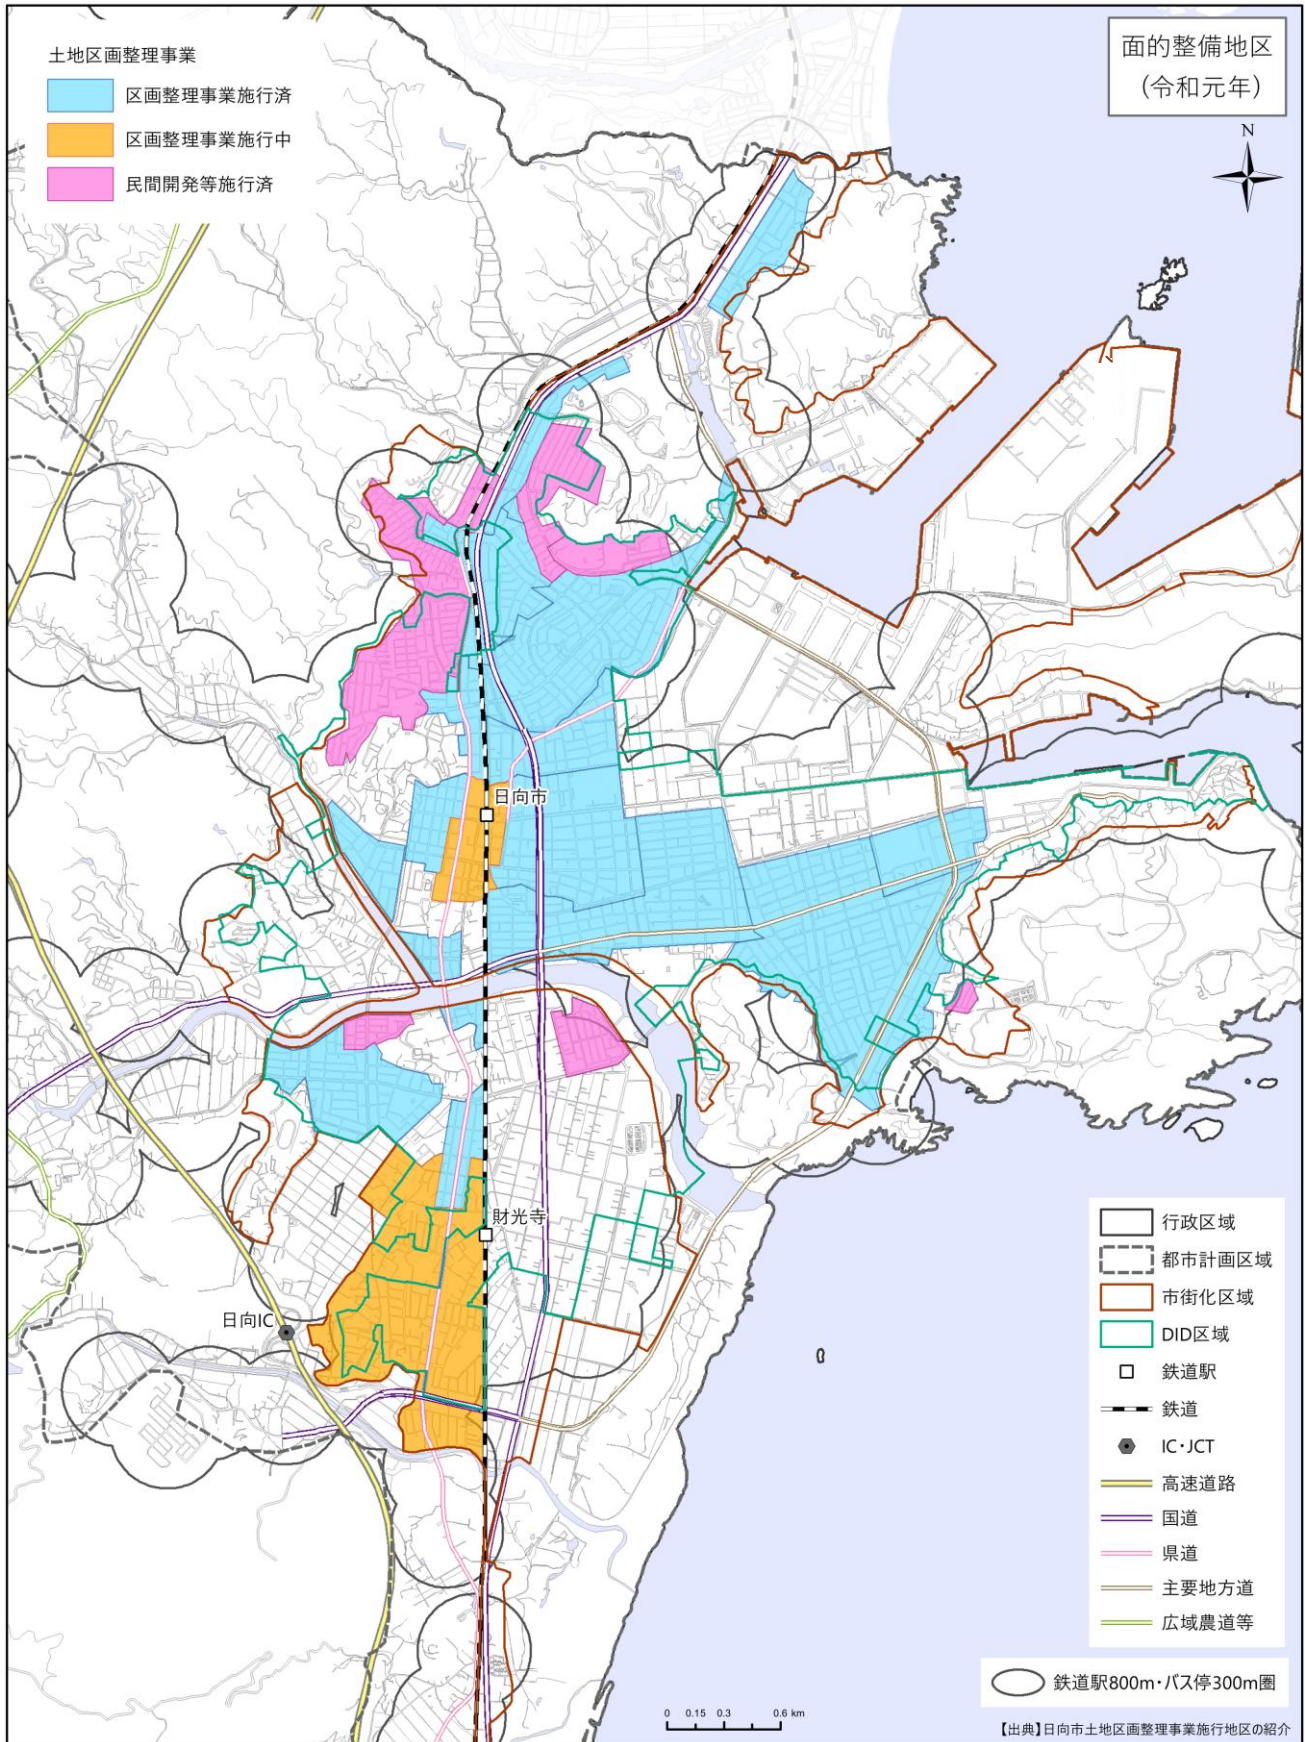 面的整備地区
（令和元年）
土地区画整理事業
区画整理事業施行済
区画整理事業施行中
民間開発等施行済
N
日向市
財光寺
日向IC
行政区域
都市計画区域
市街化区域
DID区域
鉄道駅
鉄道
IC・JCT
高速道路
国道
県道
主要地方道
広域農道等
鉄道駅800m・バス停300m圏
0 0.15 0.3 0.6 km
【出典】日向市土地区画整理事業施行地区の紹介